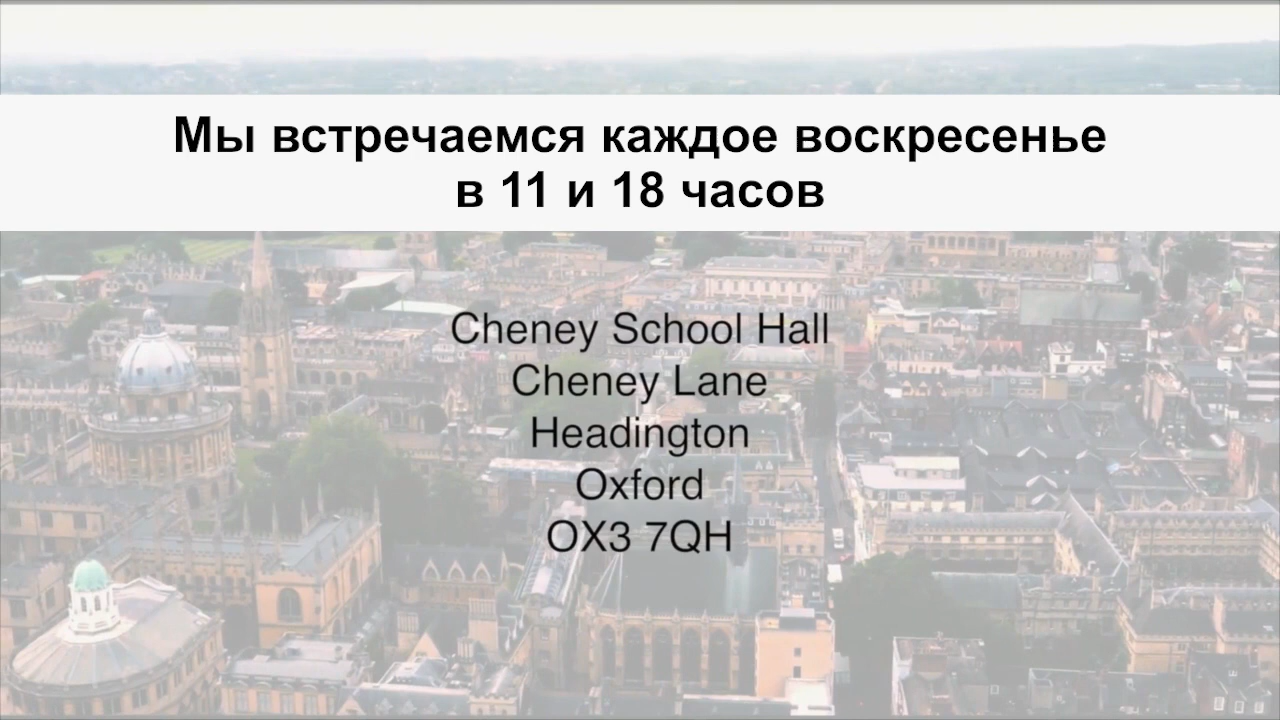 Мы встречаемся каждое воскресенье
в 11 и 18 часов
Cheney School Hall
Cheney Lane
Headington
Oxford
OX3 7QH